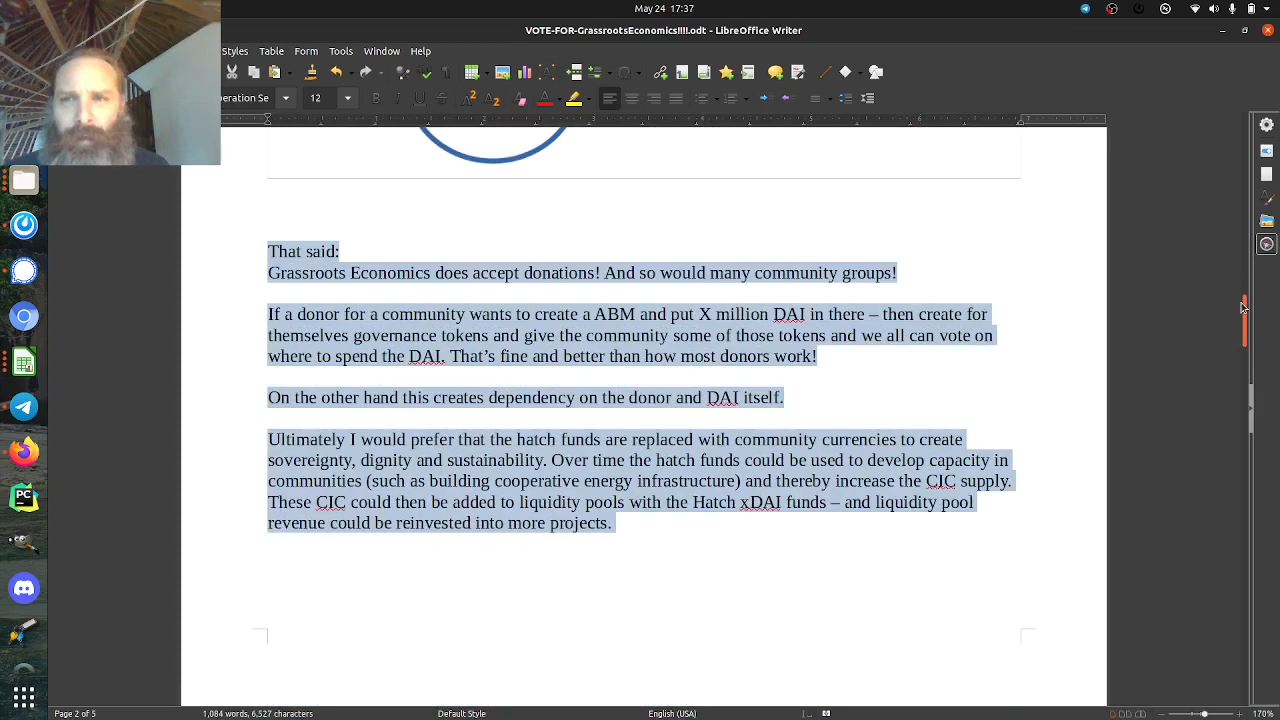 May 24 17:37
VOTE-FOR-GrassrootsEconomics!!!!.odt - LibreOffice Writer
Styles Table Form Tools Window Help
peration Se 12
1 2 3 4 5 6 7
That said:
Grassroots Economics does accept donations! And so would many community groups!
If a donor for a community wants to create a ABM and put X million DAI in there – then create for
themselves governance tokens and give the community some of those tokens and we all can vote on
where to spend the DAI. That’s fine and better than how most donors work!
On the other hand this creates dependency on the donor and DAI itself.
Ultimately I would prefer that the hatch funds are replaced with community currencies to create
sovereignty, dignity and sustainability. Over time the hatch funds could be used to develop capacity in
communities (such as building cooperative energy infrastructure) and thereby increase the CIC supply.
These CIC could then be added to liquidity pools with the Hatch xDAI funds – and liquidity pool
revenue could be reinvested into more projects.
Page 2 of 5 1,084 words, 6,527 characters Default Style English (USA) 170%